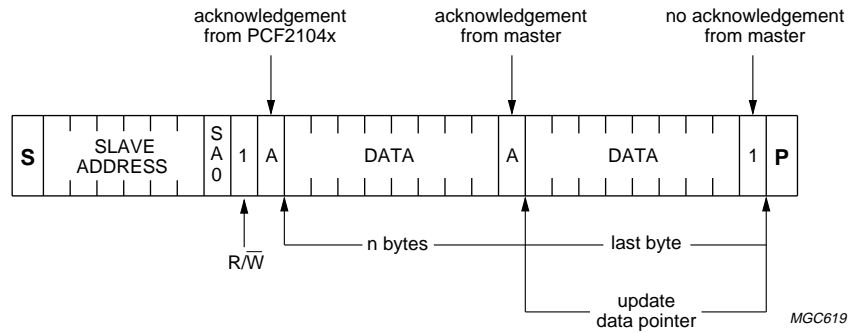 acknowledgement
from PCF2104x
acknowledgement
from master
no acknowledgement
from master
S
SLAVE
ADDRESS
S
A
0
1
A
DATA
A
DATA
1
P
R/W̅
n bytes
last byte
update
data pointer
MGC619